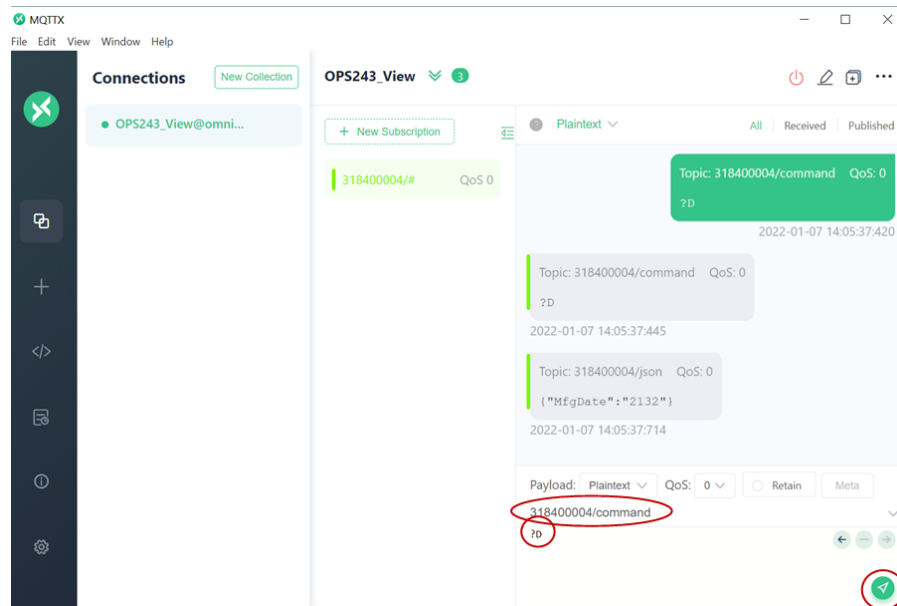 MQTTX
File Edit View Window Help
Connections
New Collection
OPS243_View@omni...
OPS243_View
3
+ New Subscription
318400004/#
QoS 0
Plaintext
All
Received
Published
Topic: 318400004/command QoS: 0
?D
2022-01-07 14:05:37:420
Topic: 318400004/command QoS: 0
?D
2022-01-07 14:05:37:445
Topic: 318400004/json QoS: 0
{"MfgDate":"2132"}
2022-01-07 14:05:37:714
Payload: Plaintext QoS: 0 Retain Meta
318400004/command
?D